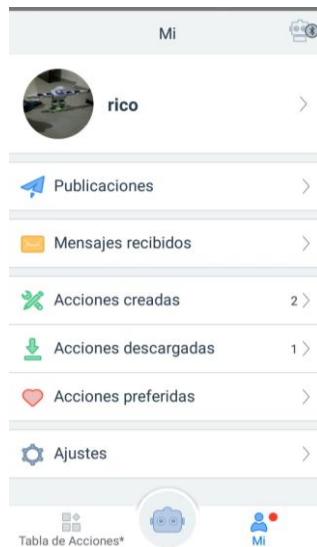 Mi
rico
Publicaciones
Mensajes recibidos
Acciones creadas 2
Acciones descargadas 1
Acciones preferidas
Ajustes
Tabla de Acciones*
Mi